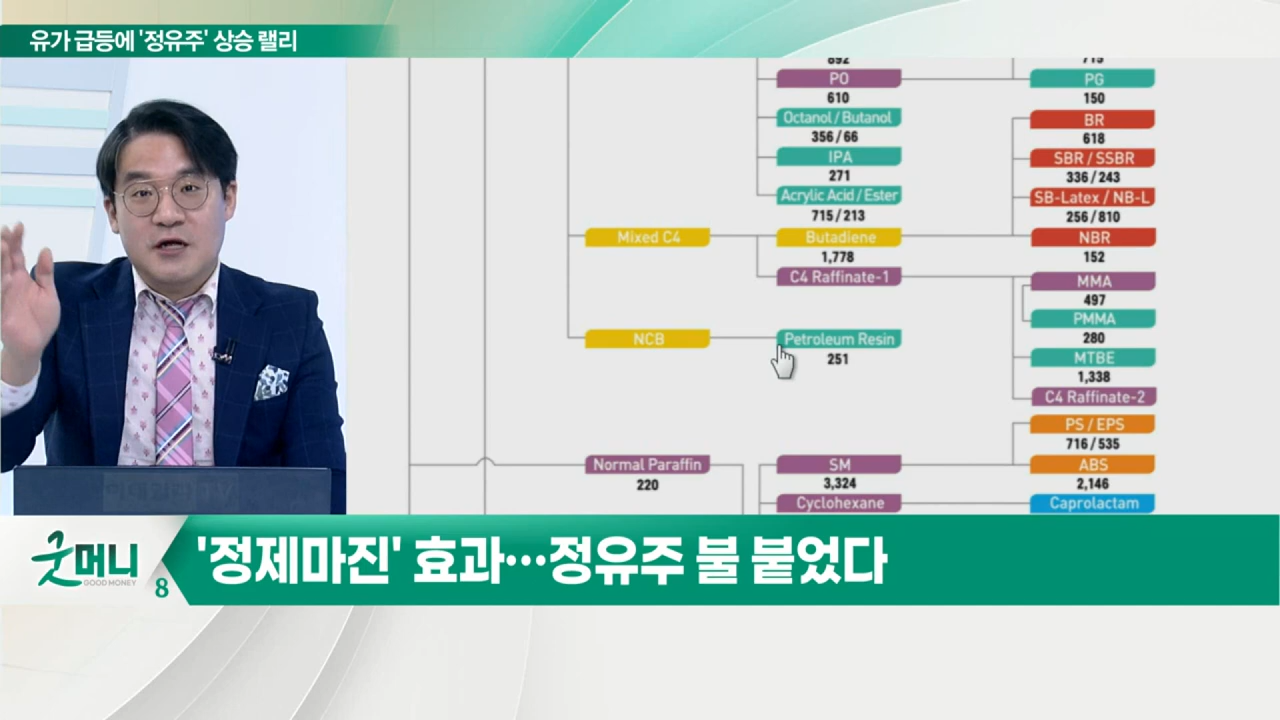 유가 급등에 '정유주' 상승 랠리
892
715
PO
610
PG
150
Octanol / Butanol
356 / 66
BR
618
IPA
271
SBR / SSBR
336 / 243
Acrylic Acid / Ester
715 / 213
SB-Latex / NB-L
256 / 810
Mixed C4
Butadiene
1,778
NBR
152
C4 Raffinate-1
MMA
497
PMMA
280
NCB
Petroleum Resin
251
MTBE
1,338
C4 Raffinate-2
PS / EPS
716 / 535
Normal Paraffin
220
SM
3,324
ABS
2,146
Cyclohexane
Caprolactam
굿머니
GOOD MONEY
8
'정제마진' 효과…정유주 불 붙었다